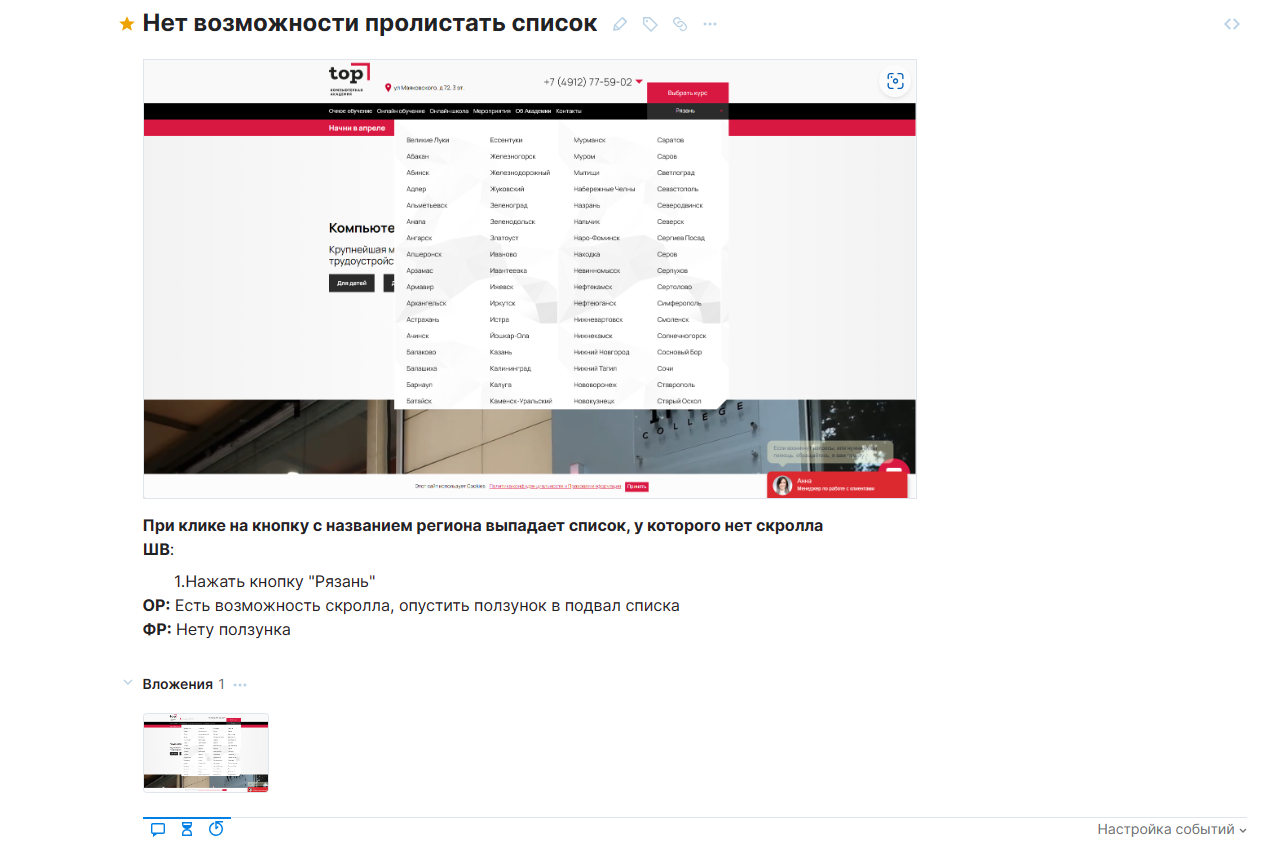 Нет возможности пролистать список
top
КОМПЬЮТЕРНАЯ
АКАДЕМИЯ
ул Маяковского, д.72, 3 эт.
+7 (4912) 77-59-02
Выбрать курс
Очное обучение Онлайн обучение Онлайн-школа Мероприятия Об Академии Контакты
Рязань
Начни в апреле
Великие Луки Ессентуки Мурманск Саратов
Абакан Железногорск Муром Саров
Абинск Железнодорожный Мытищи Светлоград
Адлер Жуковский Набережные Челны Севастополь
Альметьевск Зеленоград Назрань Северодвинск
Анапа Зеленодольск Нальчик Северск
Ангарск Златоуст Наро-Фоминск Сергиев Посад
Апшеронск Иваново Находка Серов
Арзамас Ивантеевка Невинномысск Серпухов
Армавир Ижевск Нефтекамск Сертолово
Архангельск Иркутск Нефтеюганск Симферополь
Астрахань Истра Нижневартовск Смоленск
Ачинск Йошкар-Ола Нижнекамск Солнечногорск
Балаково Казань Нижний Новгород Сосновый Бор
Балашиха Калининград Нижний Тагил Сочи
Барнаул Калуга Нововоронеж Ставрополь
Батайск Каменск-Уральский Новокузнецк Старый Оскол
Компьюте
Крупнейшая м
трудоустройс
Для детей
COLLEGE
Этот сайт использует Cookies Принять
Анна
Менеджер по работе с клиентами
При клике на кнопку с названием региона выпадает список, у которого нет скролла
ШВ:
1.Нажать кнопку "Рязань"
ОР: Есть возможность скролла, опустить ползунок в подвал списка
ФР: Нету ползунка
Вложения 1
Настройка событий